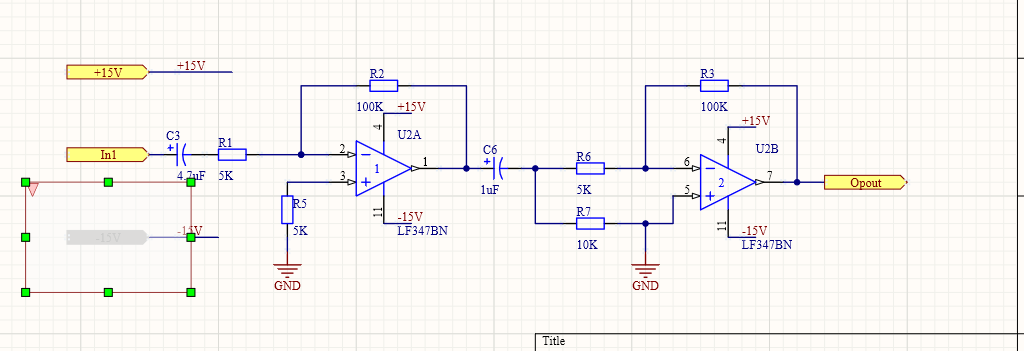 R2
R3
+15V
+15V
100K
+15V
100K
+15V
4
U2A
4
U2B
C3
+
R1
In1
2
1
1
C6
+
R6
6
2
7
Opout
4.7uF
5K
3
1uF
5K
5
R5
R7
-15V
11
-15V
-15V
5K
LF347BN
10K
11
-15V
LF347BN
GND
GND
Title